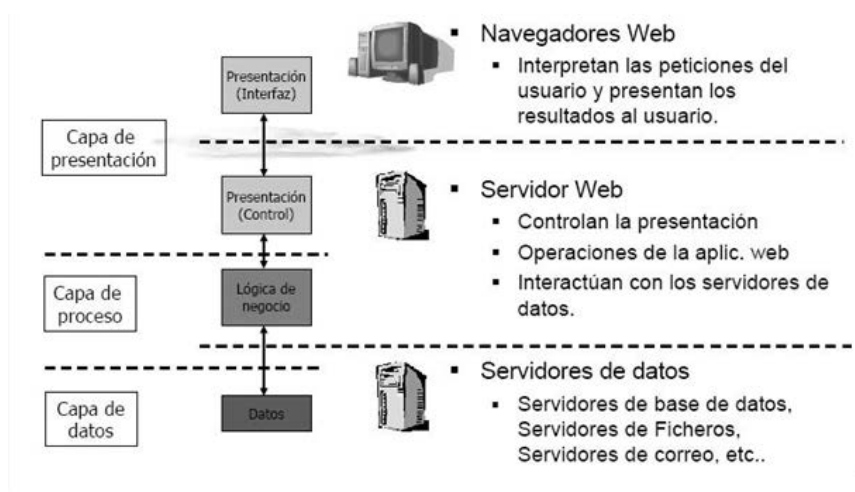 Presentación
(Interfaz)
Capa de
presentación
Presentación
(Control)
Capa de
proceso
Lógica de
negocio
Capa de
datos
Datos
▪ Navegadores Web
▪ Interpretan las peticiones del
usuario y presentan los
resultados al usuario.
▪ Servidor Web
▪ Controlan la presentación
▪ Operaciones de la aplic. web
▪ Interactúan con los servidores de
datos.
▪ Servidores de datos
▪ Servidores de base de datos,
Servidores de Ficheros,
Servidores de correo, etc..